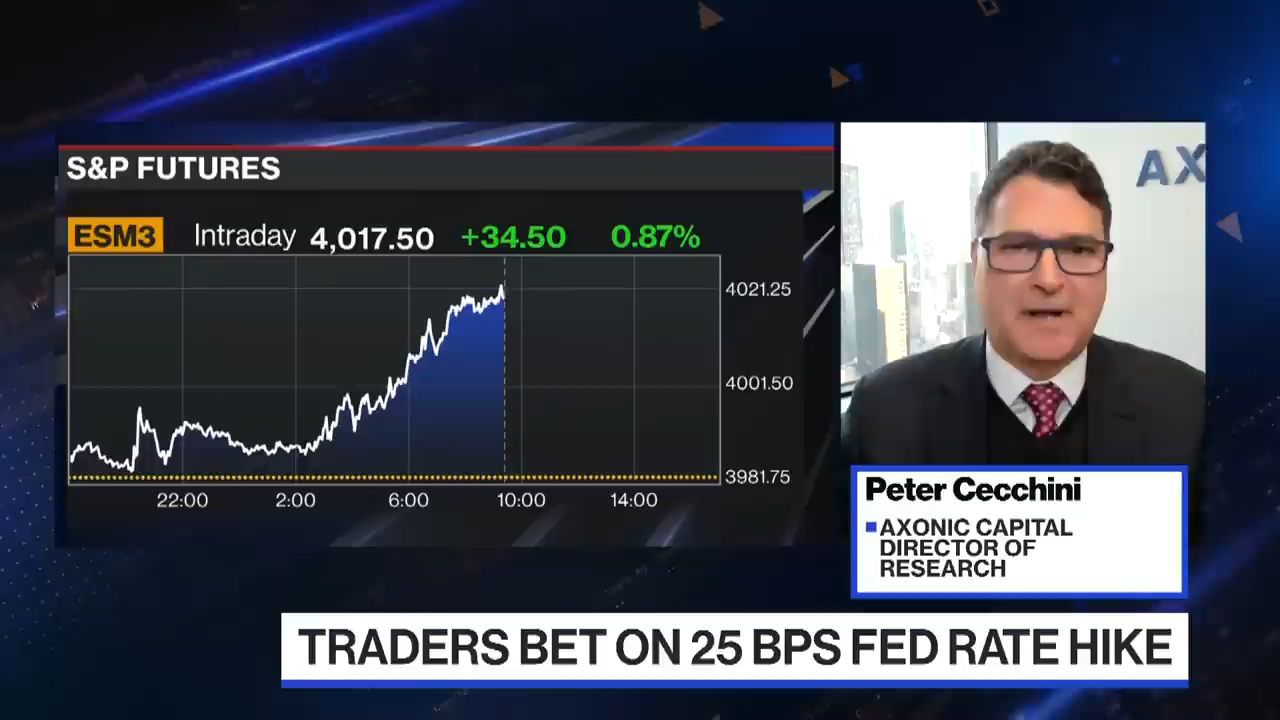 S&P FUTURES
ESM3 Intraday 4,017.50 +34.50 0.87%
4021.25
4001.50
3981.75
22:00 2:00 6:00 10:00 14:00
AX
Peter Cecchini
AXONIC CAPITAL
DIRECTOR OF
RESEARCH
TRADERS BET ON 25 BPS FED RATE HIKE